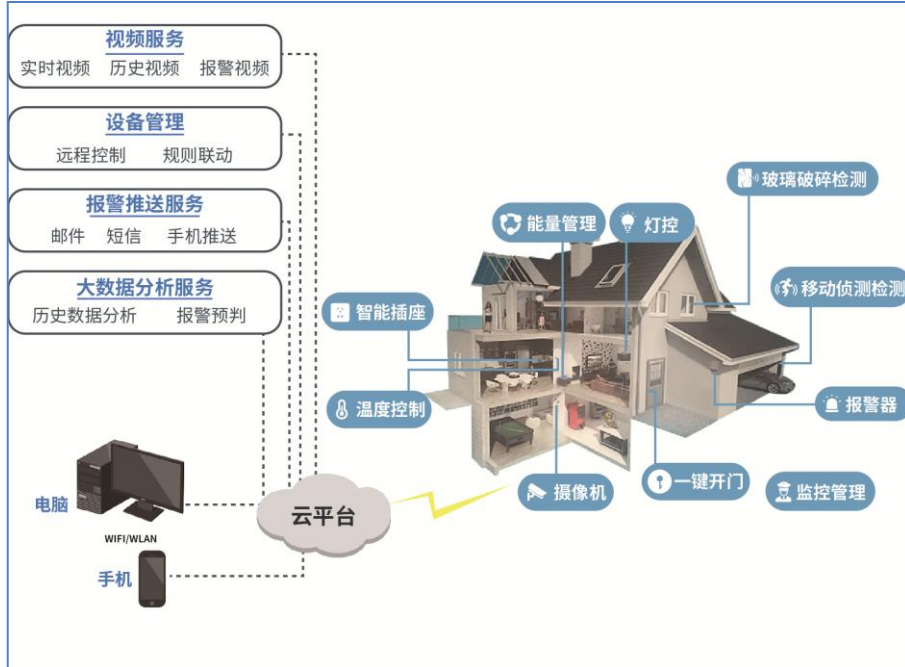 视频服务
实时视频 历史视频 报警视频
设备管理
远程控制 规则联动
报警推送服务
邮件 短信 手机推送
大数据分析服务
历史数据分析 报警预判
电脑
WIFI/WLAN
手机
云平台
能量管理
灯控
玻璃破碎检测
智能插座
移动侦测检测
温度控制
报警器
摄像机
一键开门
监控管理